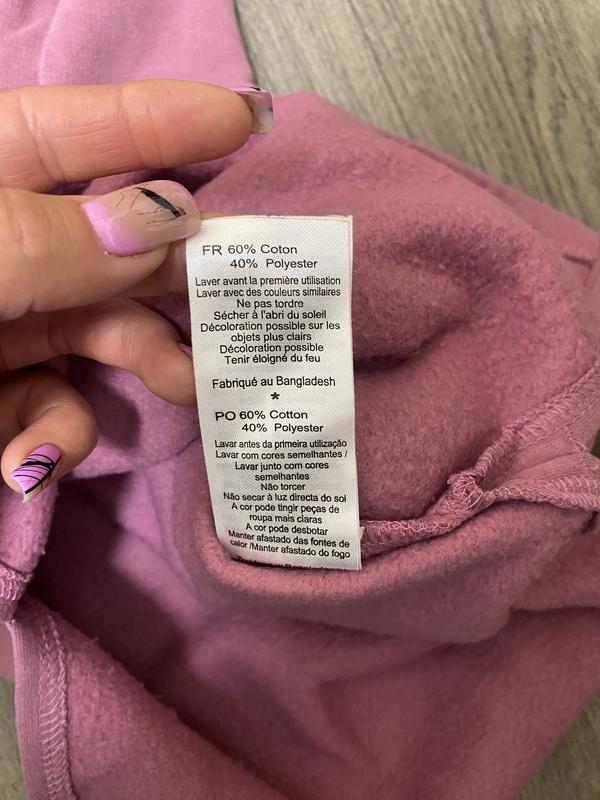 FR 60% Coton
40% Polyester
Laver avant la première utilisation
Laver avec des couleurs similaires
Ne pas tordre
Sécher à l'abri du soleil
Décoloration possible sur les
objets plus clairs
Décoloration possible
Tenir éloigné du feu
Fabriqué au Bangladesh
*
PO 60% Cotton
40% Polyester
Lavar antes da primeira utilização
Lavar com cores semelhantes /
Lavar junto com cores
semelhantes
Não torcer
Não secar à luz directa do sol
A cor pode tingir peças de
roupa mais claras
A cor pode desbotar
Manter afastado das fontes de
calor /Manter afastado do fogo